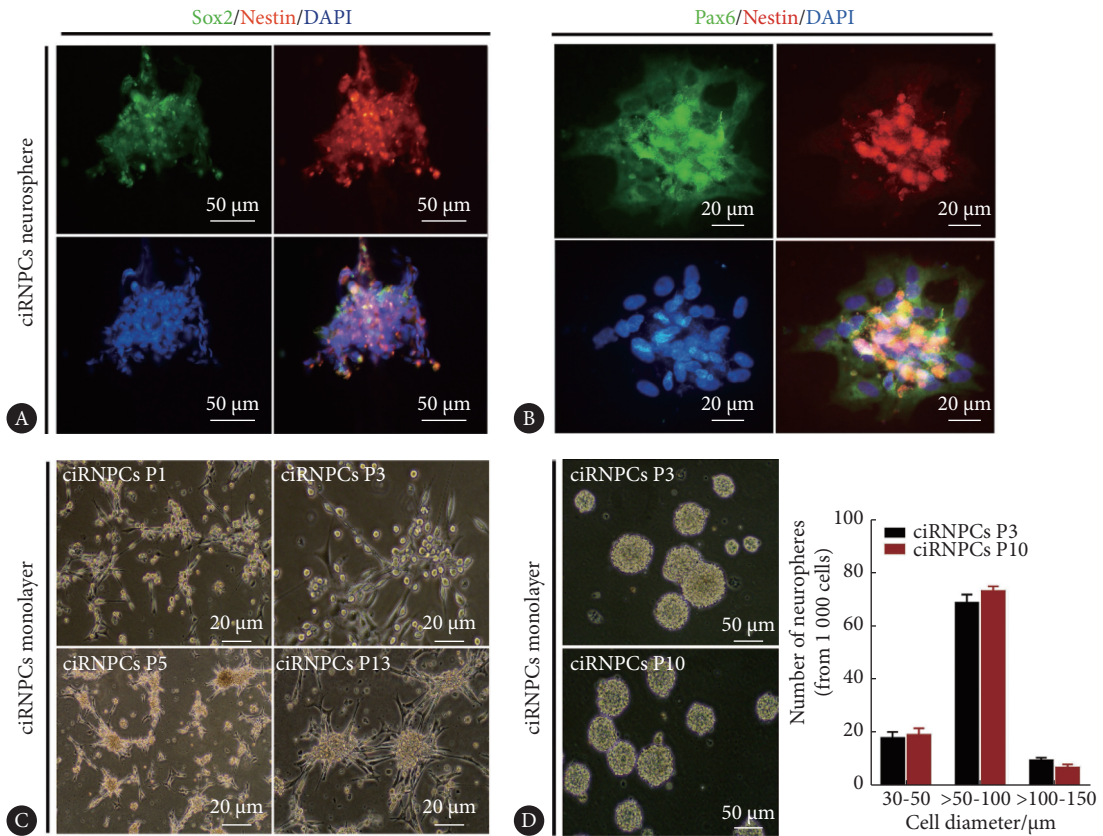 Sox2/Nestin/DAPI
Pax6/Nestin/DAPI
ciRNPCs neurosphere
50 μm
50 μm
50 μm
50 μm
A
20 μm
20 μm
20 μm
20 μm
B
ciRNPCs monolayer
ciRNPCs P1
20 μm
ciRNPCs P3
20 μm
ciRNPCs P5
20 μm
ciRNPCs P13
20 μm
C
ciRNPCs monolayer
ciRNPCs P3
50 μm
ciRNPCs P10
50 μm
D
Number of neuropheres
(from 1 000 cells)
100
80
60
40
20
0
ciRNPCs P3
ciRNPCs P10
30-50 >50-100 >100-150
Cell diameter/μm